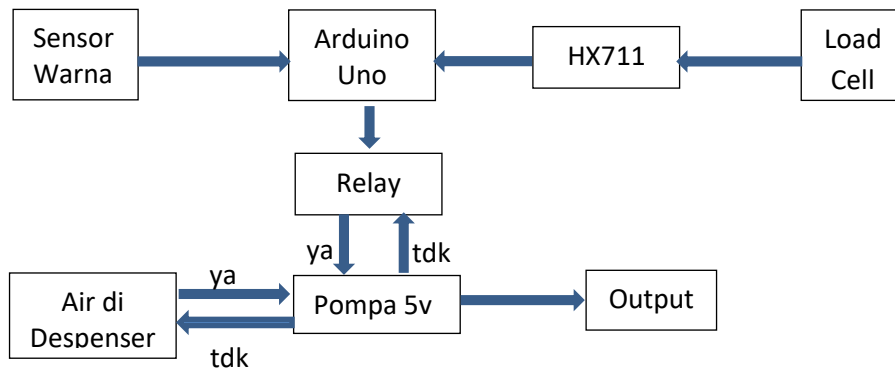 Sensor
Warna
Arduino
Uno
HX711
Load
Cell
Relay
ya
tdk
ya
Air di
Despenser
Pompa 5v
Output
tdk